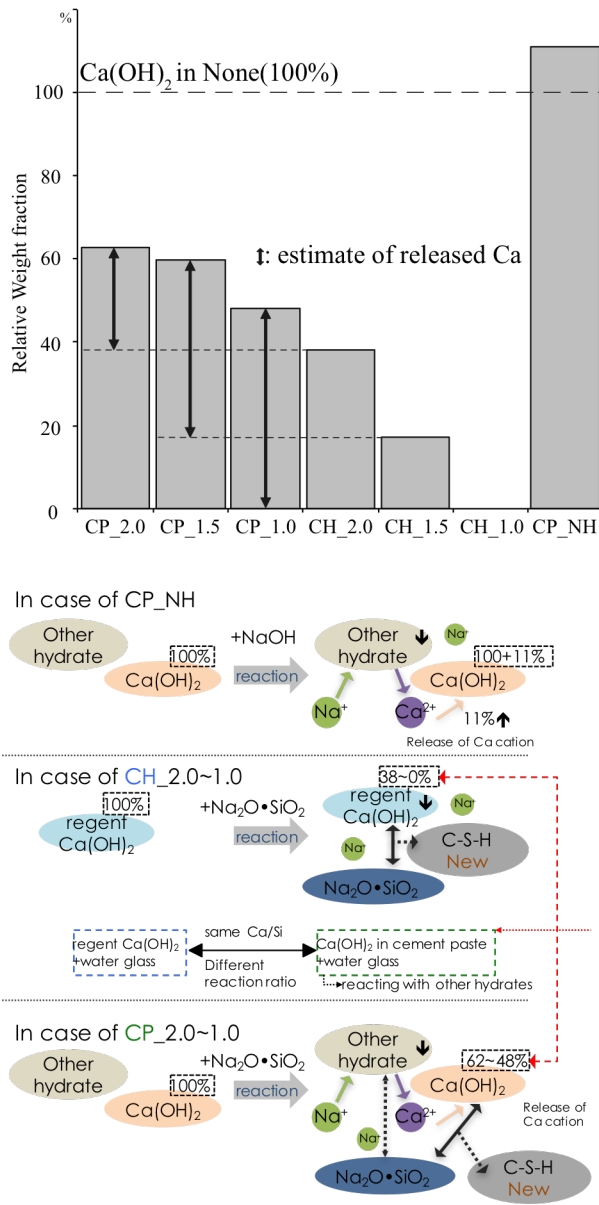 %
Ca(OH)2 in None(100%)
100
80
60
40
20
0
Relative Weight fraction
↕: estimate of released Ca
CP_2.0 CP_1.5 CP_1.0 CH_2.0 CH_1.5 CH_1.0 CP_NH
In case of CP_NH
Other
hydrate
100%
Ca(OH)2
+NaOH
reaction
Other
hydrate
Na+
100+11%
Ca(OH)2
Na+
Ca2+
11%
Release of Ca cation
In case of CH_2.0~1.0
100%
regent
Ca(OH)2
+Na2O•SiO2
reaction
38~0%
regent
Ca(OH)2
Na+
Na+
C-S-H
New
Na2O•SiO2
regent Ca(OH)2
+water glass
same Ca/Si
Different
reaction ratio
Ca(OH)2 in cement paste
+water glass
reacting with other hydrates
In case of CP_2.0~1.0
Other
hydrate
100%
Ca(OH)2
+Na2O•SiO2
reaction
Other
hydrate
62~48%
Ca(OH)2
Na+
Ca2+
Release of
Ca cation
Na+
Na2O•SiO2
C-S-H
New